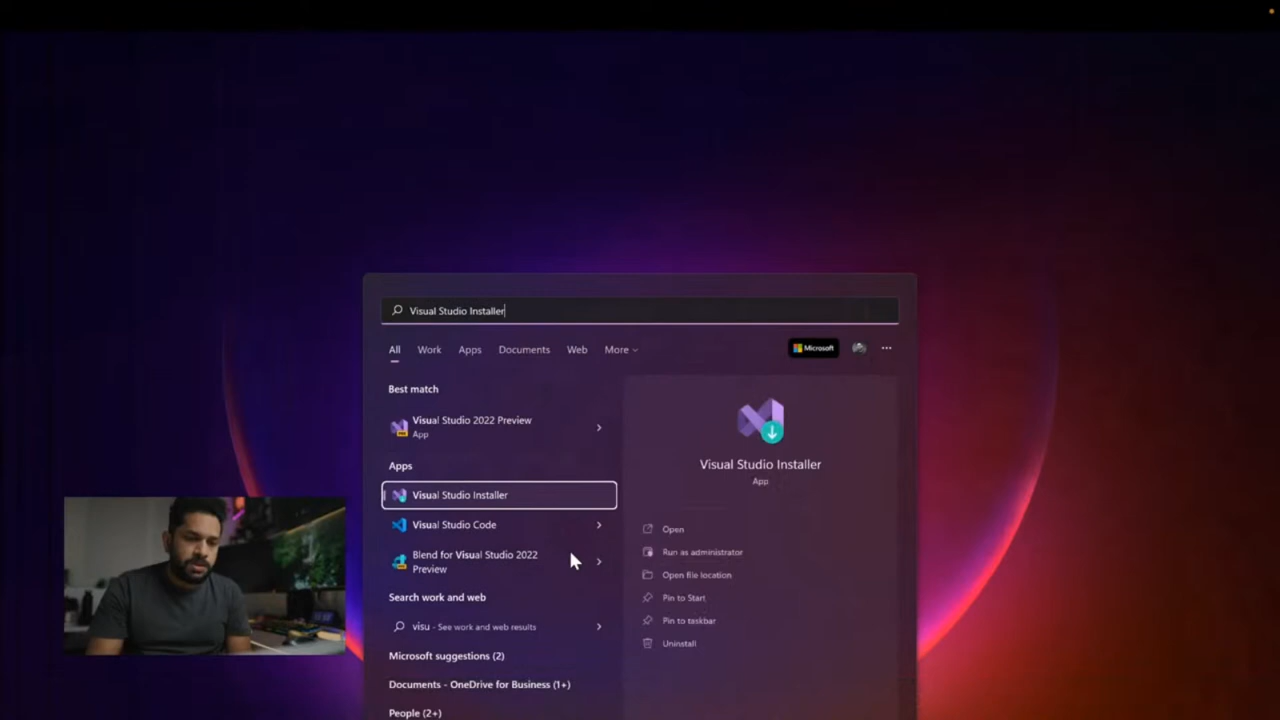 Visual Studio Installer
All Work Apps Documents Web More
Microsoft
Best match
Visual Studio 2022 Preview
App
Apps
Visual Studio Installer
Visual Studio Code
Blend for Visual Studio 2022
Preview
Search work and web
visu - See work and web results
Microsoft suggestions (2)
Documents - OneDrive for Business (1+)
People (2+)
Visual Studio Installer
App
Open
Run as administrator
Open file location
Pin to Start
Pin to taskbar
Uninstall